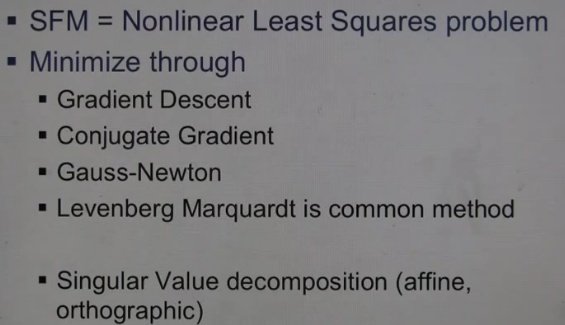 ▪ SFM = Nonlinear Least Squares problem
▪ Minimize through
▪ Gradient Descent
▪ Conjugate Gradient
▪ Gauss-Newton
▪ Levenberg Marquardt is common method
▪ Singular Value decomposition (affine,
orthographic)